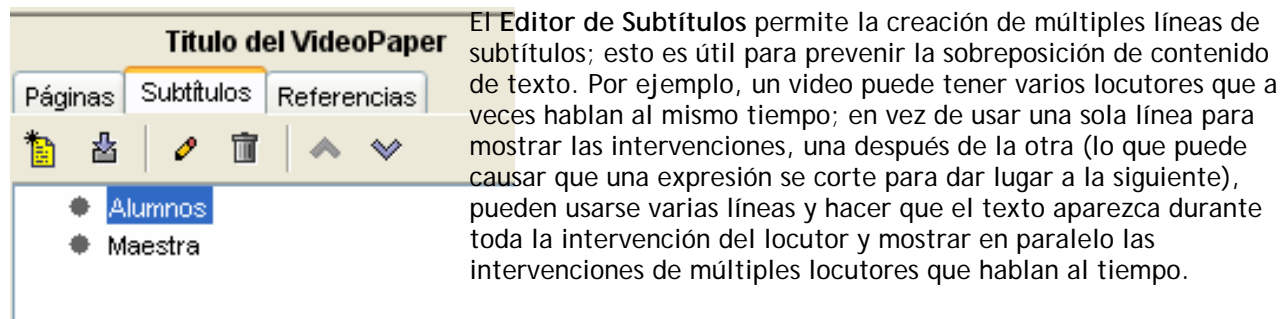 Titulo del VideoPaper
Páginas
Subtítulos
Referencias
Alumnos
Maestra
El Editor de Subtítulos permite la creación de múltiples líneas de
subtítulos; esto es útil para prevenir la sobreposición de contenido
de texto. Por ejemplo, un video puede tener varios locutores que a
veces hablan al mismo tiempo; en vez de usar una sola línea para
mostrar las intervenciones, una después de la otra (lo que puede
causar que una expresión se corte para dar lugar a la siguiente),
pueden usarse varias líneas y hacer que el texto aparezca durante
toda la intervención del locutor y mostrar en paralelo las
intervenciones de múltiples locutores que hablan al tiempo.